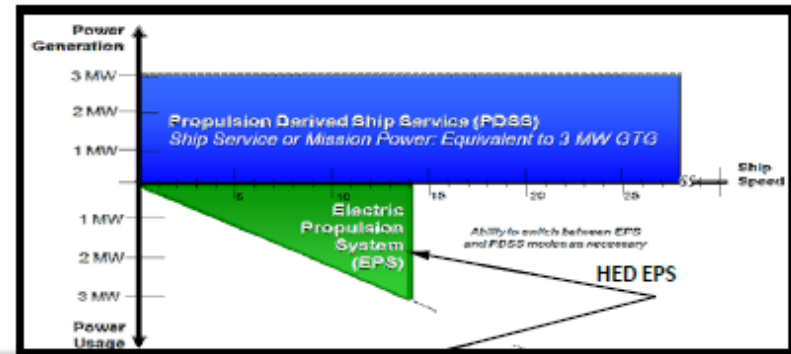 Power
Generation
3 MW
2 MW
Propulsion Derived Ship Service (PDSS)
Ship Service or Mission Power: Equivalent to 3 MW GTG
1 MW
Ship
Speed
5
10
15
20
25
1 MW
Electric
Propulsion
System
(EPS)
Ability to switch between EPS
and PDSS modes as necessary
2 MW
HED EPS
3 MW
Power
Usage